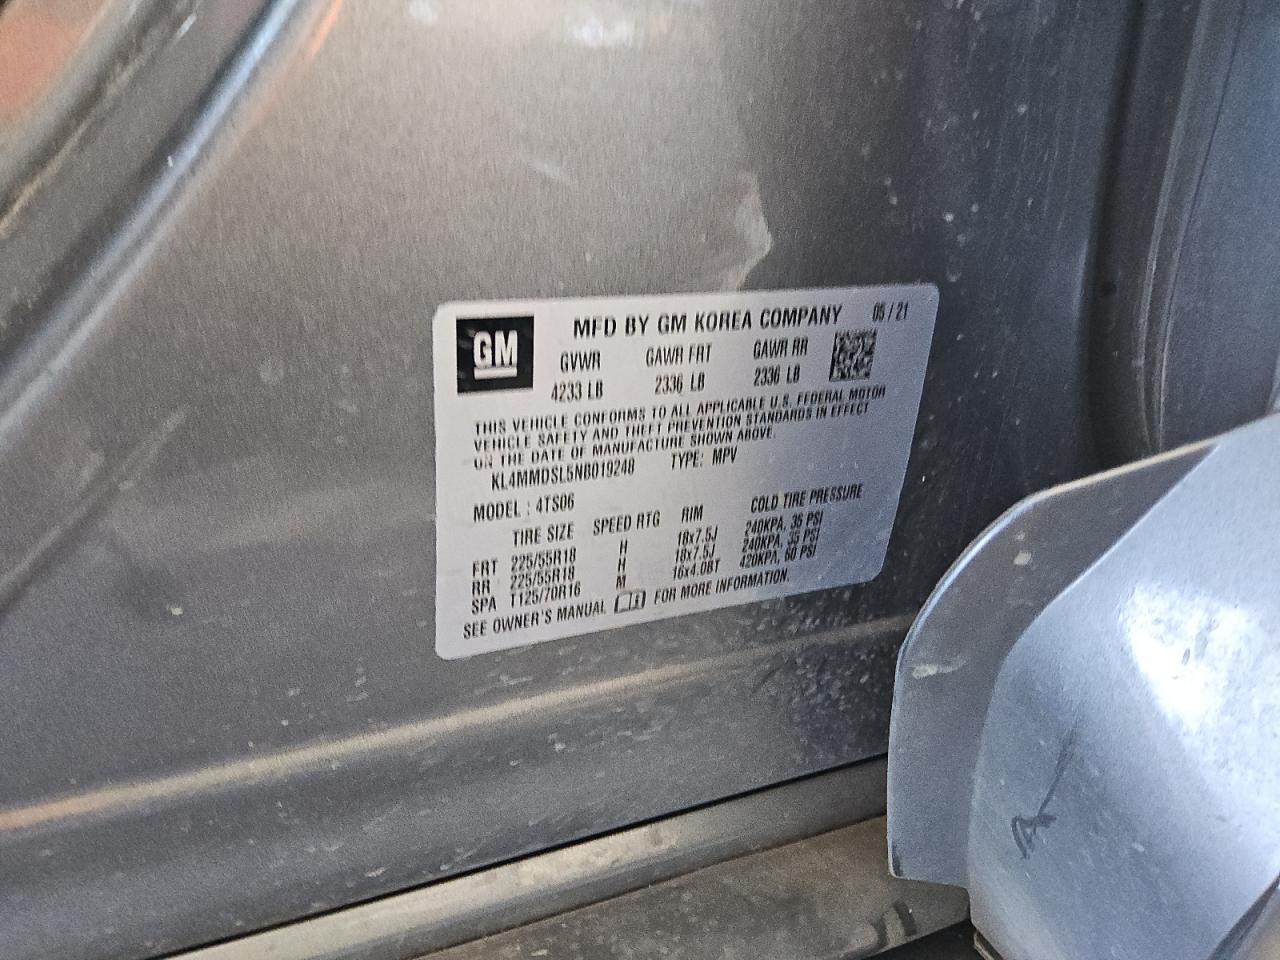 GM
MFD BY GM KOREA COMPANY 05 / 21
GVWR GAWR FRT GAWR RR
4233 LB 2336 LB 2336 LB
THIS VEHICLE CONFORMS TO ALL APPLICABLE U.S. FEDERAL MOTOR
VEHICLE SAFETY AND THEFT PREVENTION STANDARDS IN EFFECT
ON THE DATE OF MANUFACTURE SHOWN ABOVE.
KL4MMDSL5NB019248 TYPE: MPV
MODEL : 4TS06
TIRE SIZE SPEED RTG RIM COLD TIRE PRESSURE
FRT 225/55R18 H 18x7.5J 240KPA, 35 PSI
RR 225/55R18 H 18x7.5J 240KPA, 35 PSI
SPA T125/70R16 M 16x4.0BT 420KPA, 60 PSI
SEE OWNER'S MANUAL FOR MORE INFORMATION.